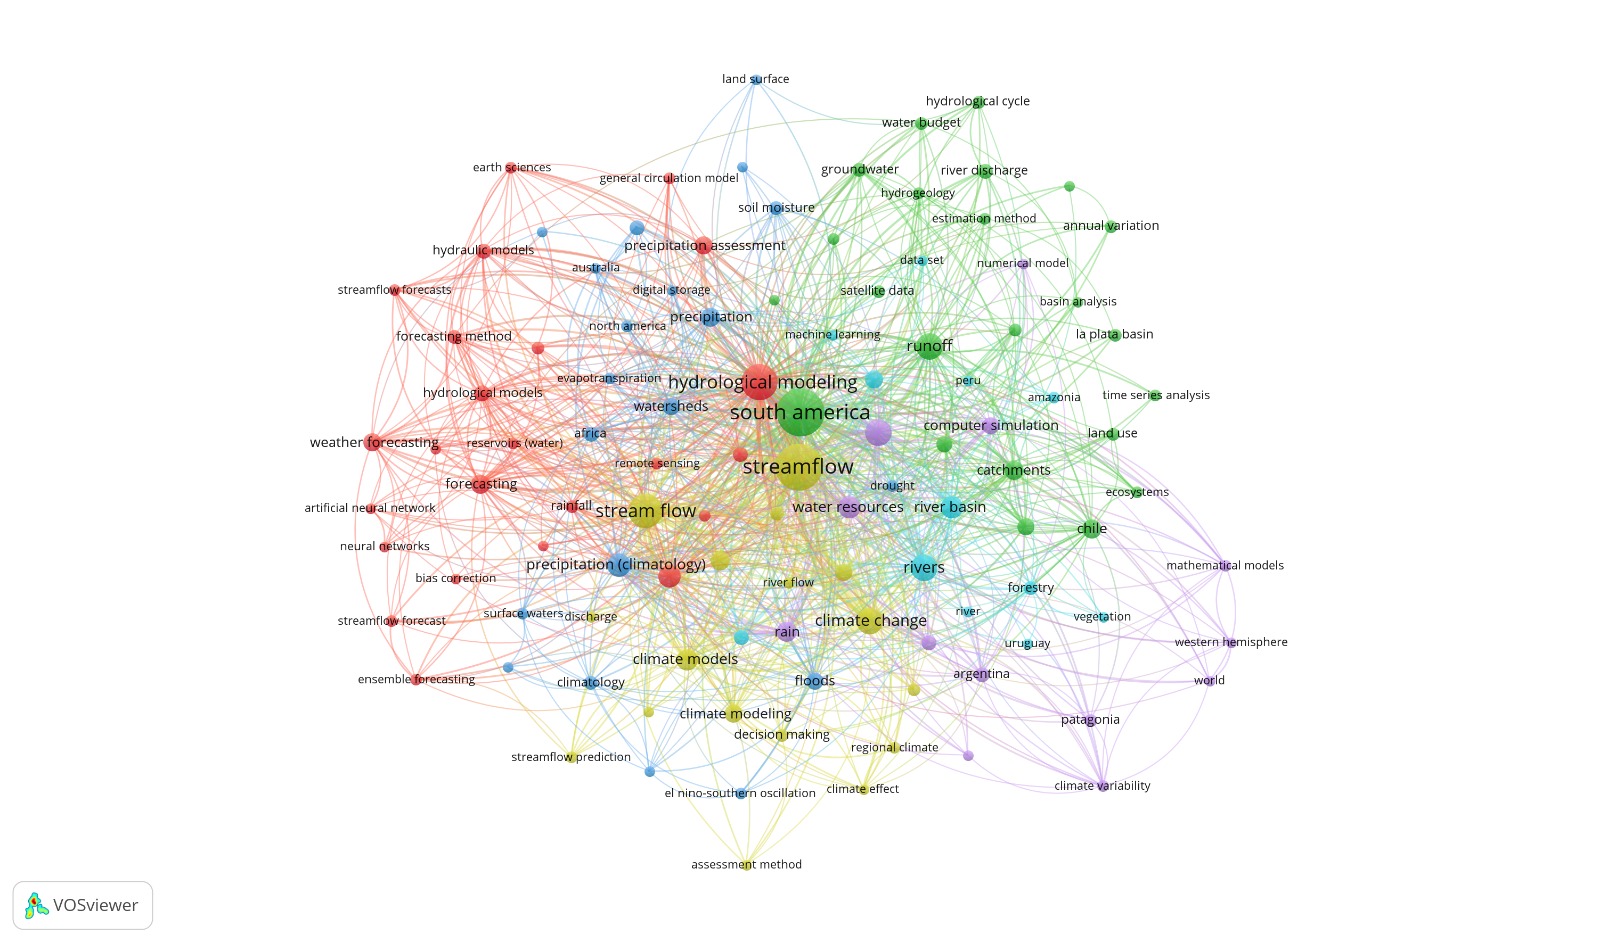 land surface
hydrological cycle
water budget
earth sciences
general circulation model
groundwater
river discharge
hydrogeology
soil moisture
estimation method
annual variation
hydraulic models
precipitation assessment
australia
data set
numerical model
streamflow forecasts
digital storage
satellite data
basin analysis
precipitation
north america
forecasting method
machine learning
runoff
la plata basin
evapotranspiration
hydrological modeling
peru
hydrological models
watersheds
south america
amazonia
time series analysis
weather forecasting
reservoirs (water)
africa
computer simulation
land use
remote sensing
streamflow
catchments
forecasting
drought
ecosystems
artificial neural network
rainfall
stream flow
water resources
river basin
chile
neural networks
precipitation (climatology)
rivers
mathematical models
bias correction
river flow
forestry
streamflow forecast
surface waters
discharge
climate change
river
vegetation
rain
uruguay
western hemisphere
climate models
ensemble forecasting
climatology
floods
argentina
world
climate modeling
patagonia
decision making
regional climate
streamflow prediction
el nino-southern oscillation
climate effect
climate variability
assessment method
VOSviewer